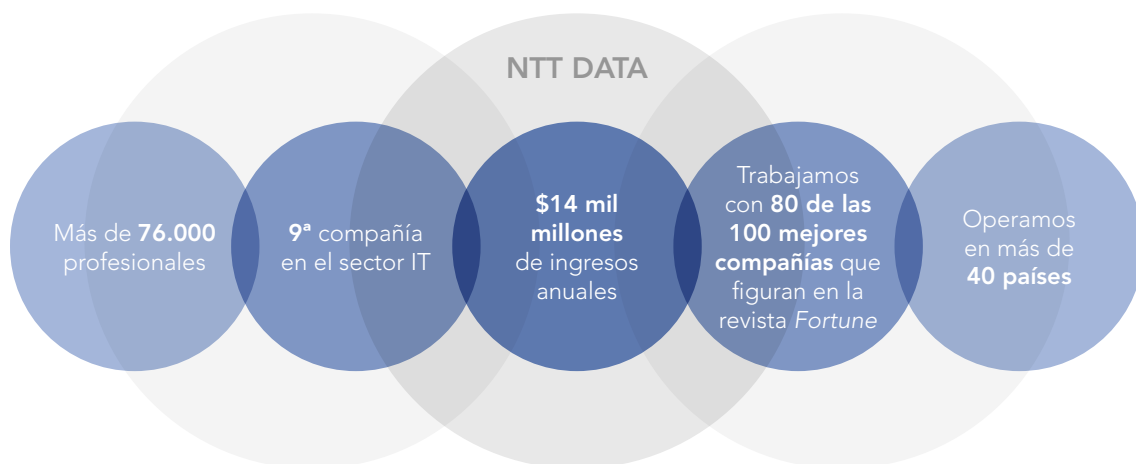 NTT DATA
Más de 76.000
profesionales
9ª compañía
en el sector IT
$14 mil
millones
de ingresos
anuales
Trabajamos
con 80 de las
100 mejores
compañías que
figuran en la
revista Fortune
Operamos
en más de
40 países